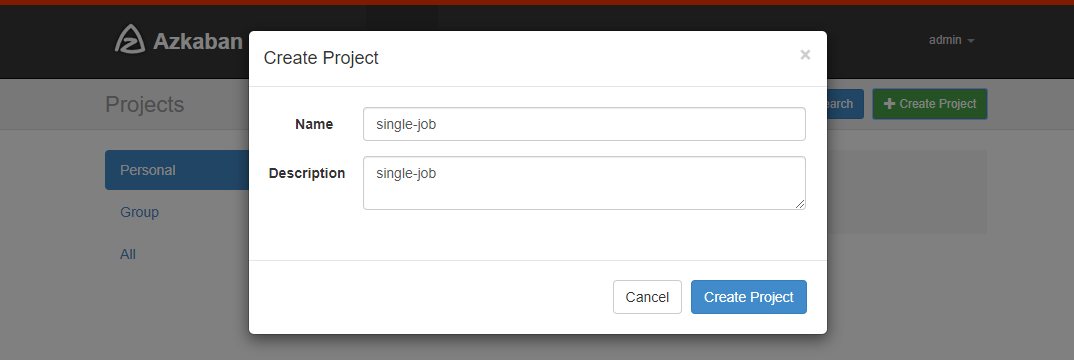 Azkaban
admin
Create Project
×
Projects
earch
Create Project
Name
single-job
Description
single-job
Personal
Group
All
Cancel
Create Project